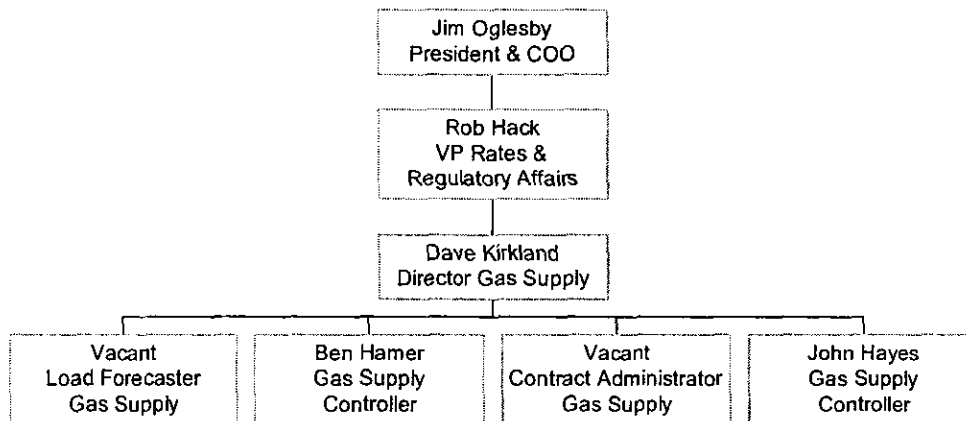 Jim Oglesby
President & COO
Rob Hack
VP Rates &
Regulatory Affairs
Dave Kirkland
Director Gas Supply
Vacant
Load Forecaster
Gas Supply
Ben Hamer
Gas Supply
Controller
Vacant
Contract Administrator
Gas Supply
John Hayes
Gas Supply
Controller